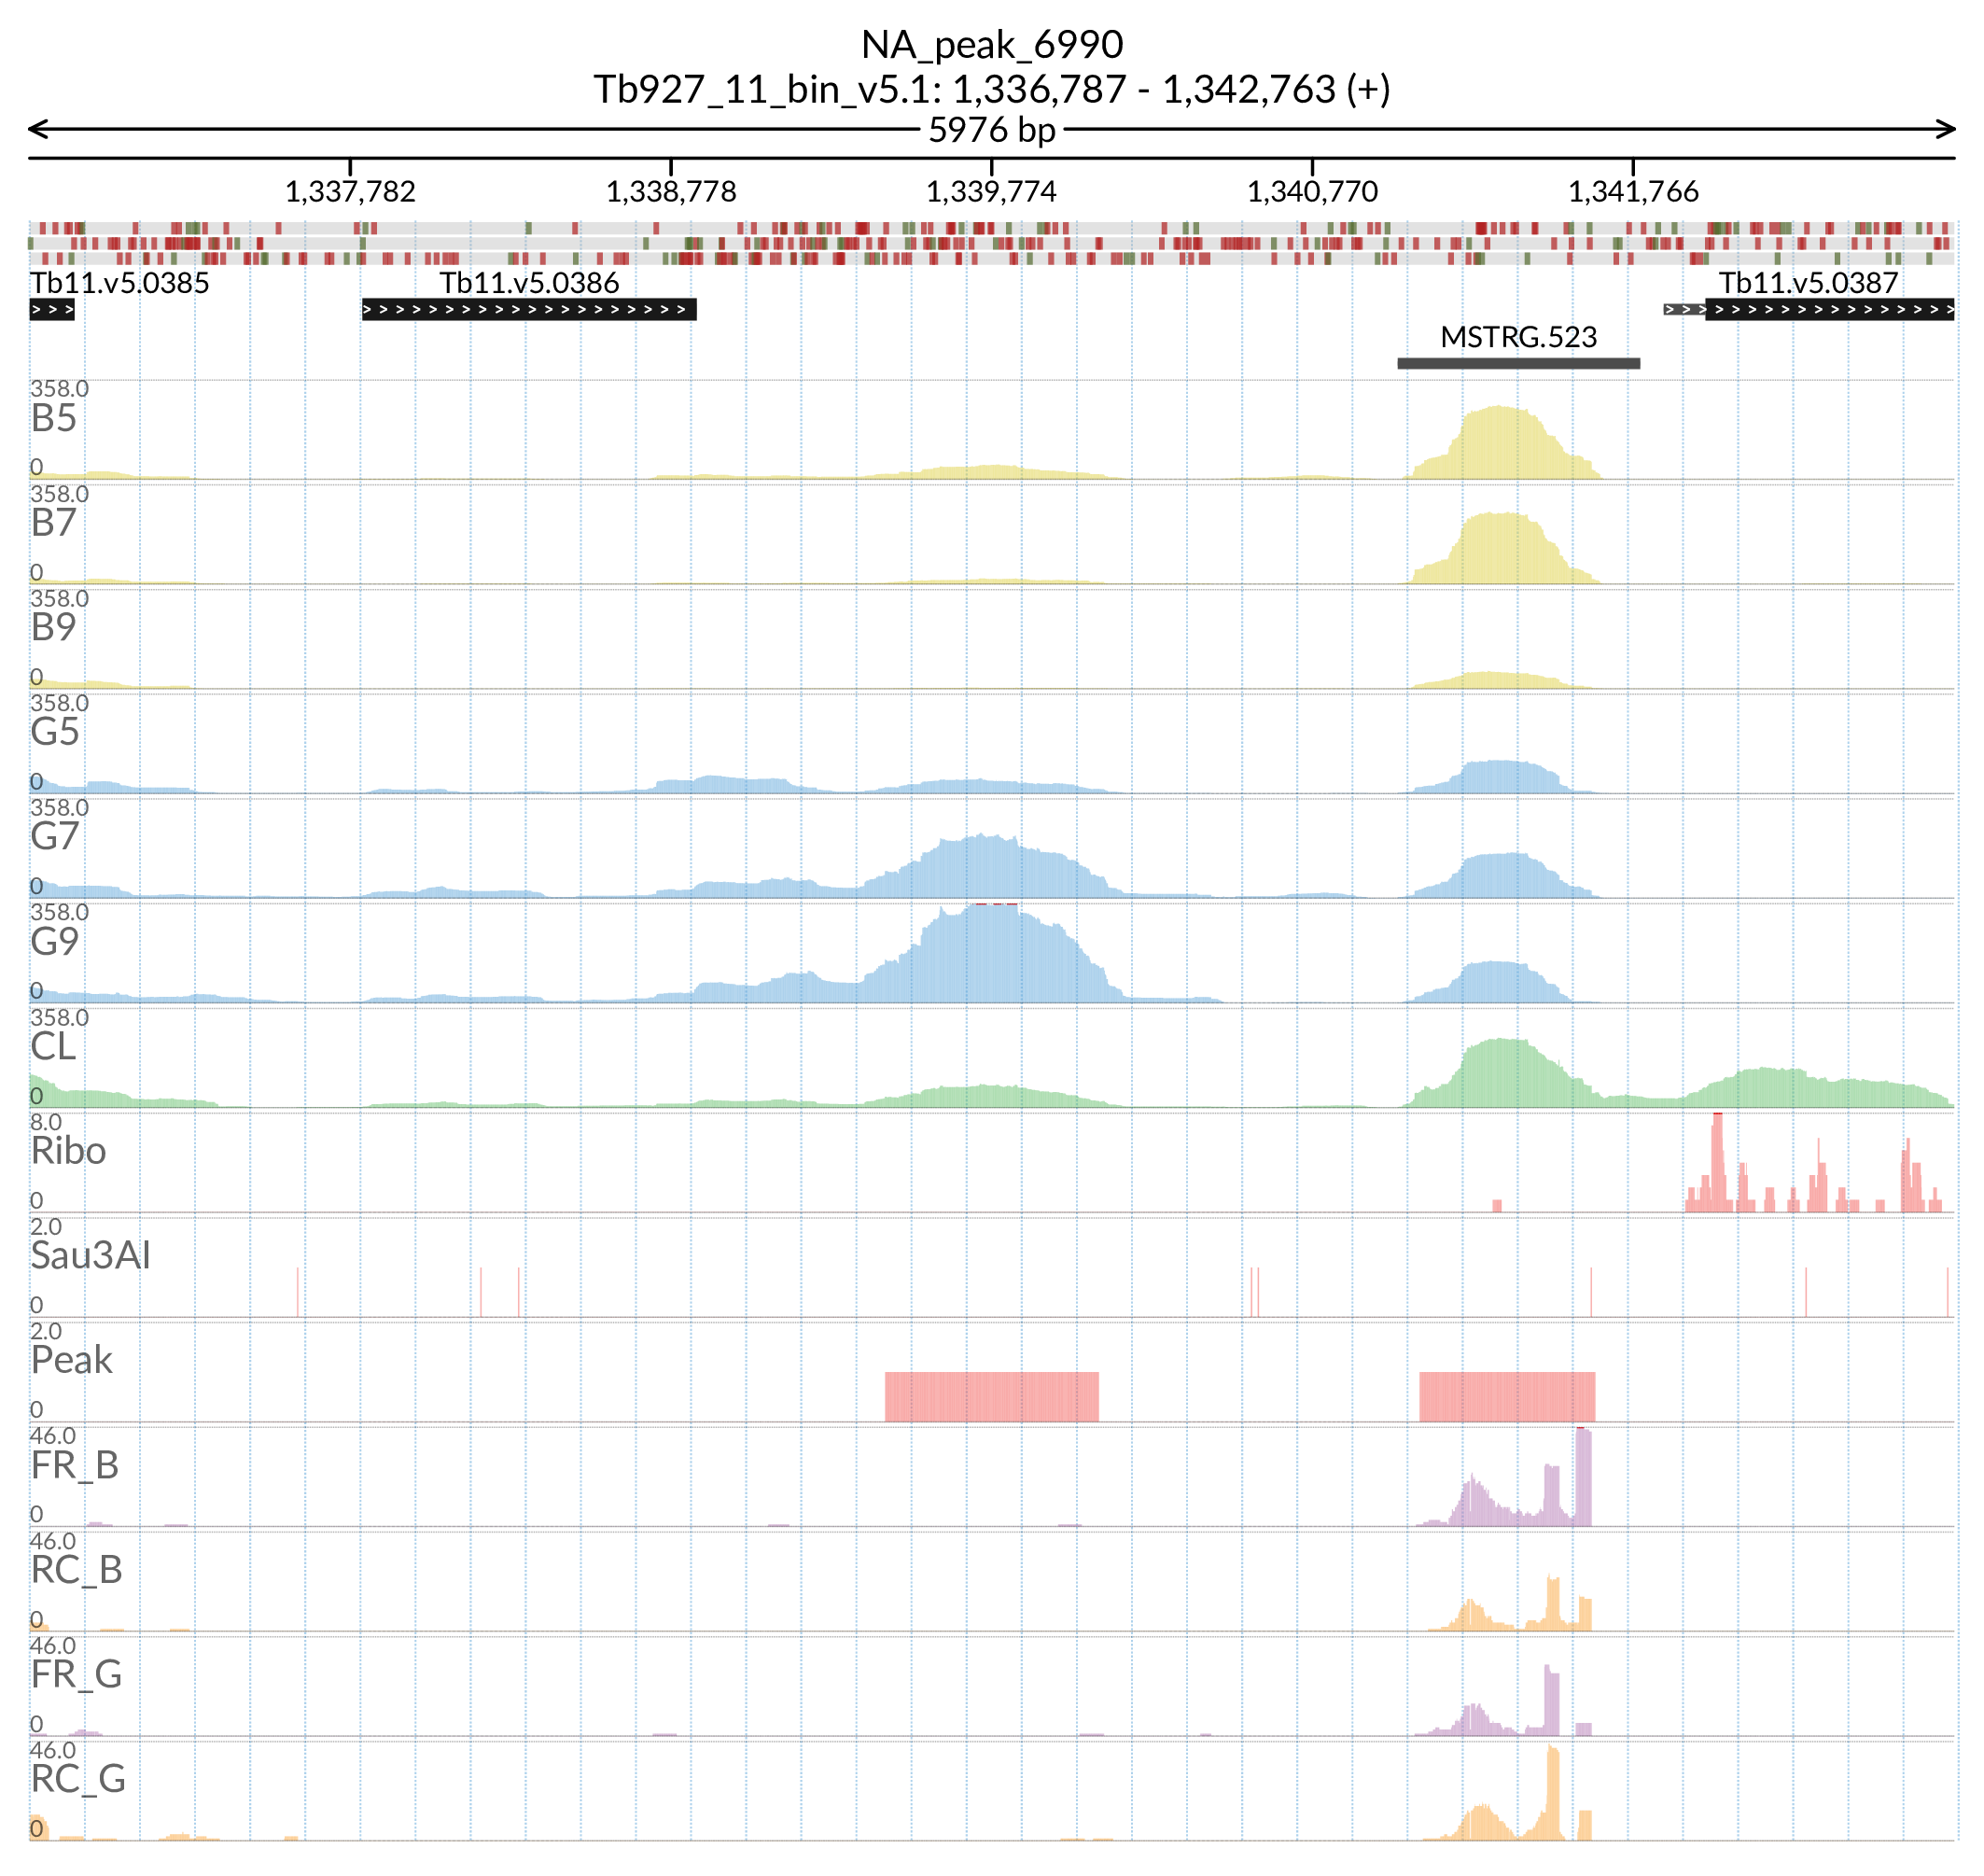 NA_peak_6990
Tb927_11_bin_v5.1: 1,336,787 - 1,342,763 (+)
5976 bp
1,337,782 1,338,778 1,339,774 1,340,770 1,341,766
Tb11.v5.0385 Tb11.v5.0386 Tb11.v5.0387
MSTRG.523
358.0
B5
0
358.0
B7
0
358.0
B9
0
358.0
G5
0
358.0
G7
0
358.0
G9
0
358.0
CL
0
8.0
Ribo
0
2.0
Sau3AI
0
2.0
Peak
0
46.0
FR_B
0
46.0
RC_B
0
46.0
FR_G
0
46.0
RC_G
0